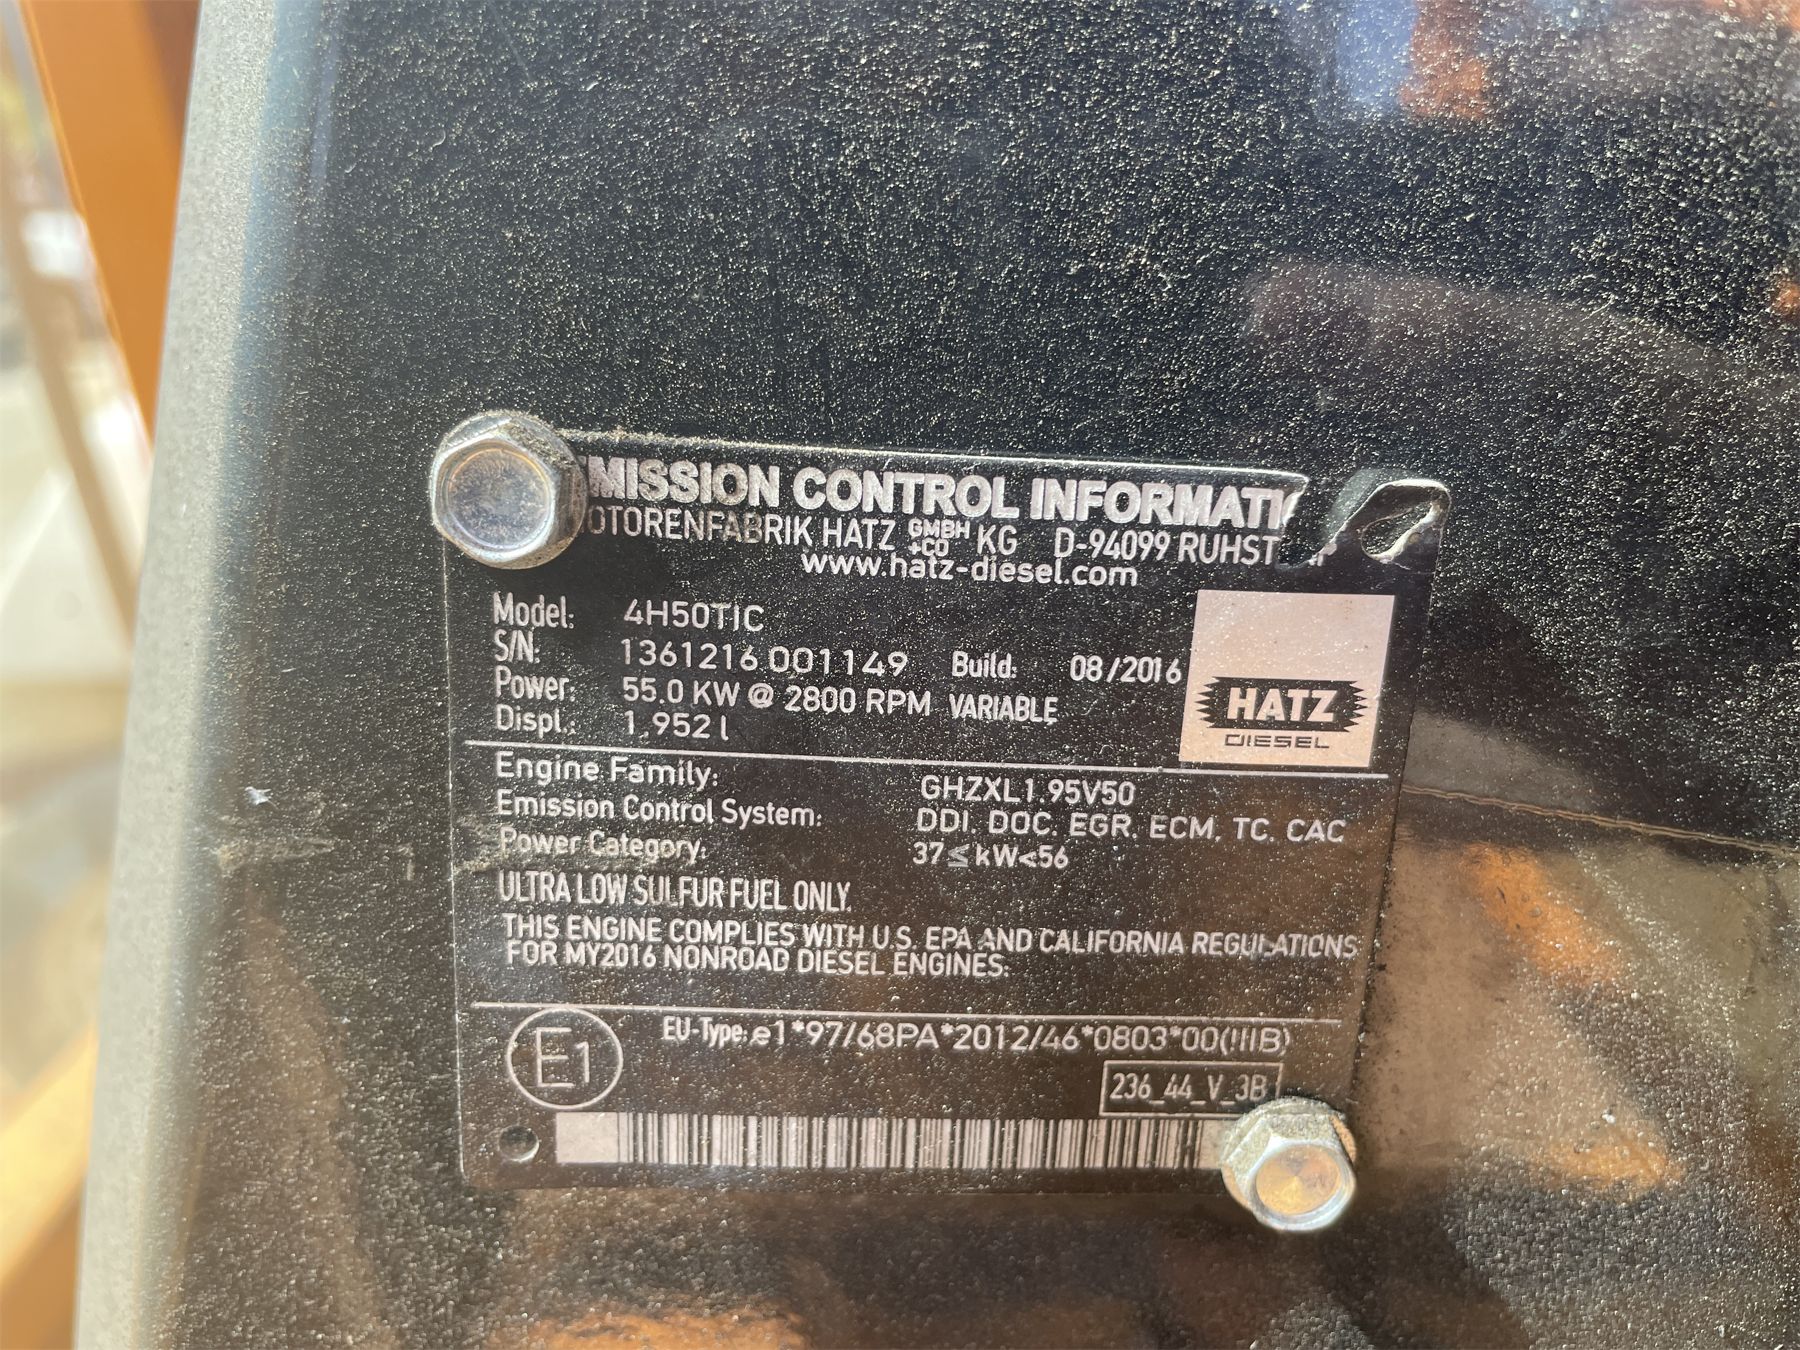 EMISSION CONTROL INFORMATI
MOTORENFABRIK HATZ GMBH +CO KG D-94099 RUHST
www.hatz-diesel.com
Model: 4H50TIC
S/N: 1361216 001149 Build: 08/2016
Power: 55.0 KW @ 2800 RPM VARIABLE
Displ.: 1.952 l
HATZ
DIESEL
Engine Family: GHZXL1.95V50
Emission Control System: DDI. DOC. EGR. ECM. TC. CAC
Power Category: 37≤kW<56
ULTRA LOW SULFUR FUEL ONLY.
THIS ENGINE COMPLIES WITH U.S. EPA AND CALIFORNIA REGULATIONS
FOR MY2016 NONROAD DIESEL ENGINES.
E1
EU-Type: e1*97/68PA*2012/46*0803*00(IIIB)
236_44_V_3B